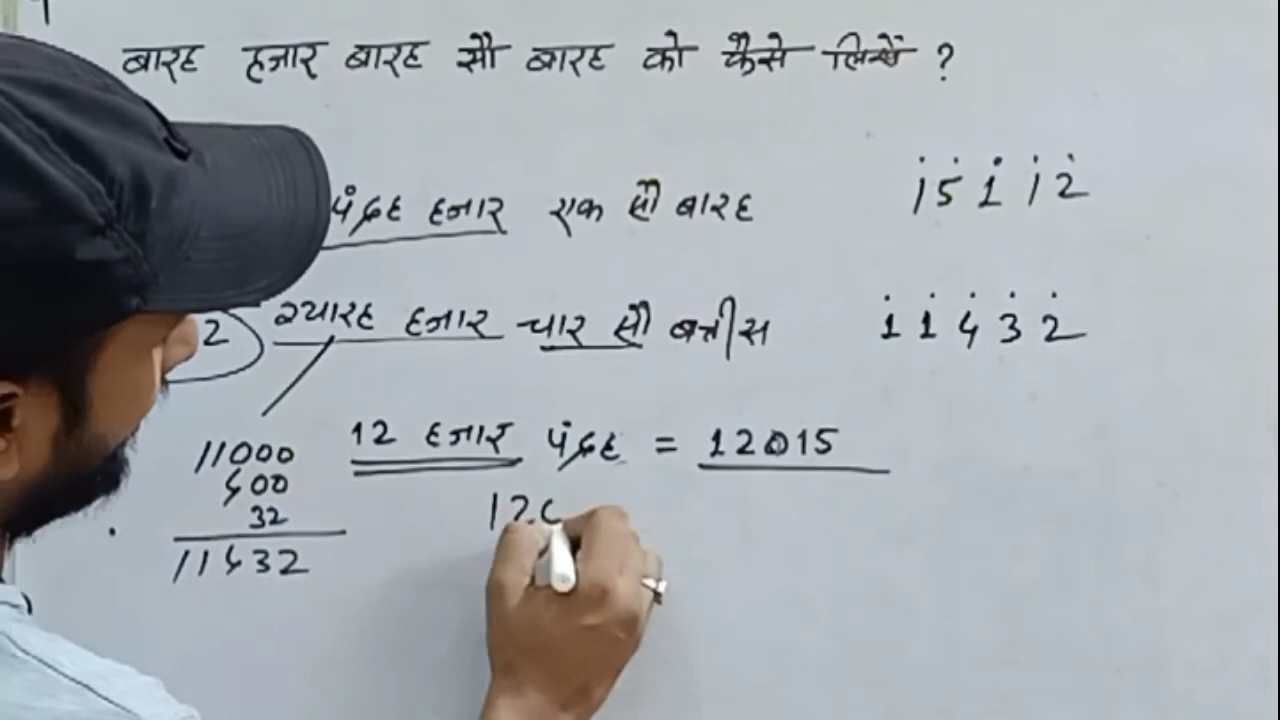 बारह हजार बारह सौ बारह को कैसे लिखें ?
पंद्रह हजार एक सौ बारह 15112
2 ग्यारह हजार चार सौ बत्तीस 11432
12 हजार पंद्रह = 12015
11000
400
32
11432
120